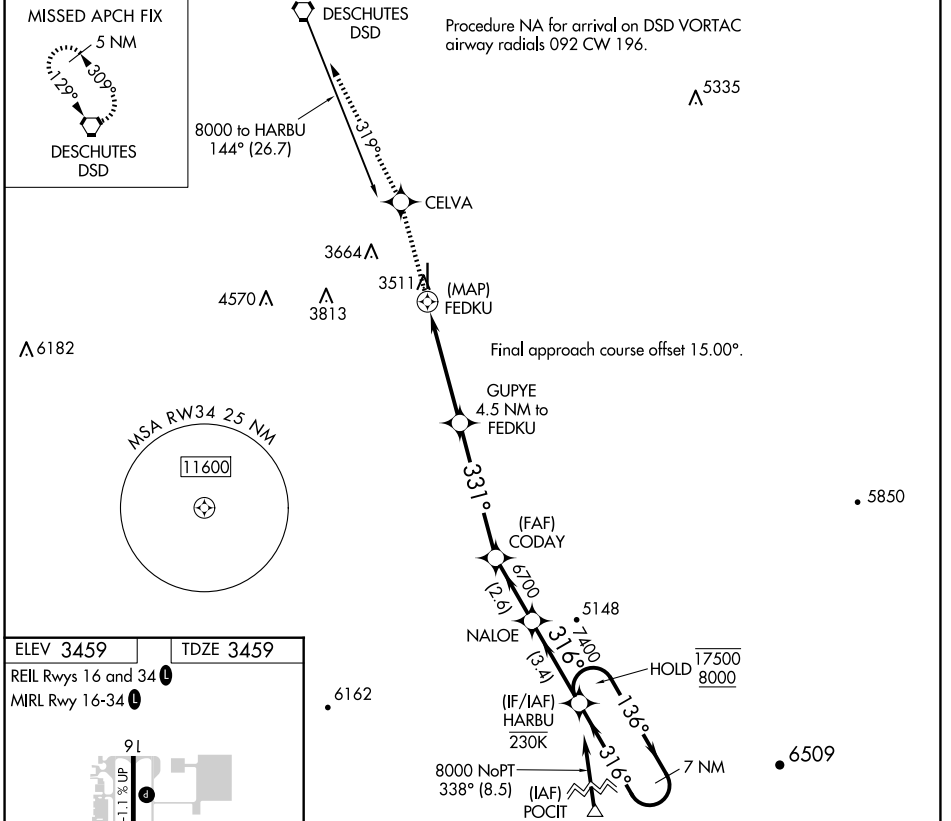 MISSED APCH FIX
5 NM
309°
129°
DESCHUTES
DSD
DESCHUTES
DSD
Procedure NA for arrival on DSD VORTAC
airway radials 092 CW 196.
5335
8000 to HARBU
144° (26.7)
319°
CELVA
3664
3511
(MAP)
FEDKU
4570
3813
6182
Final approach course offset 15.00°.
GUPYE
4.5 NM to
FEDKU
MSA RW34 25 NM
11600
331°
5850
(FAF)
CODAY
6700
(2.6)
5148
NALOE
316°
7400
(3.4)
HOLD
17500
8000
(IF/IAF)
HARBU
230K
136°
316°
7 NM
6509
8000 NoPT
338° (8.5)
(IAF)
POCIT
6162
ELEV 3459
TDZE 3459
REIL Rwys 16 and 34 L
MIRL Rwy 16-34 L
16
1.1 % UP
P